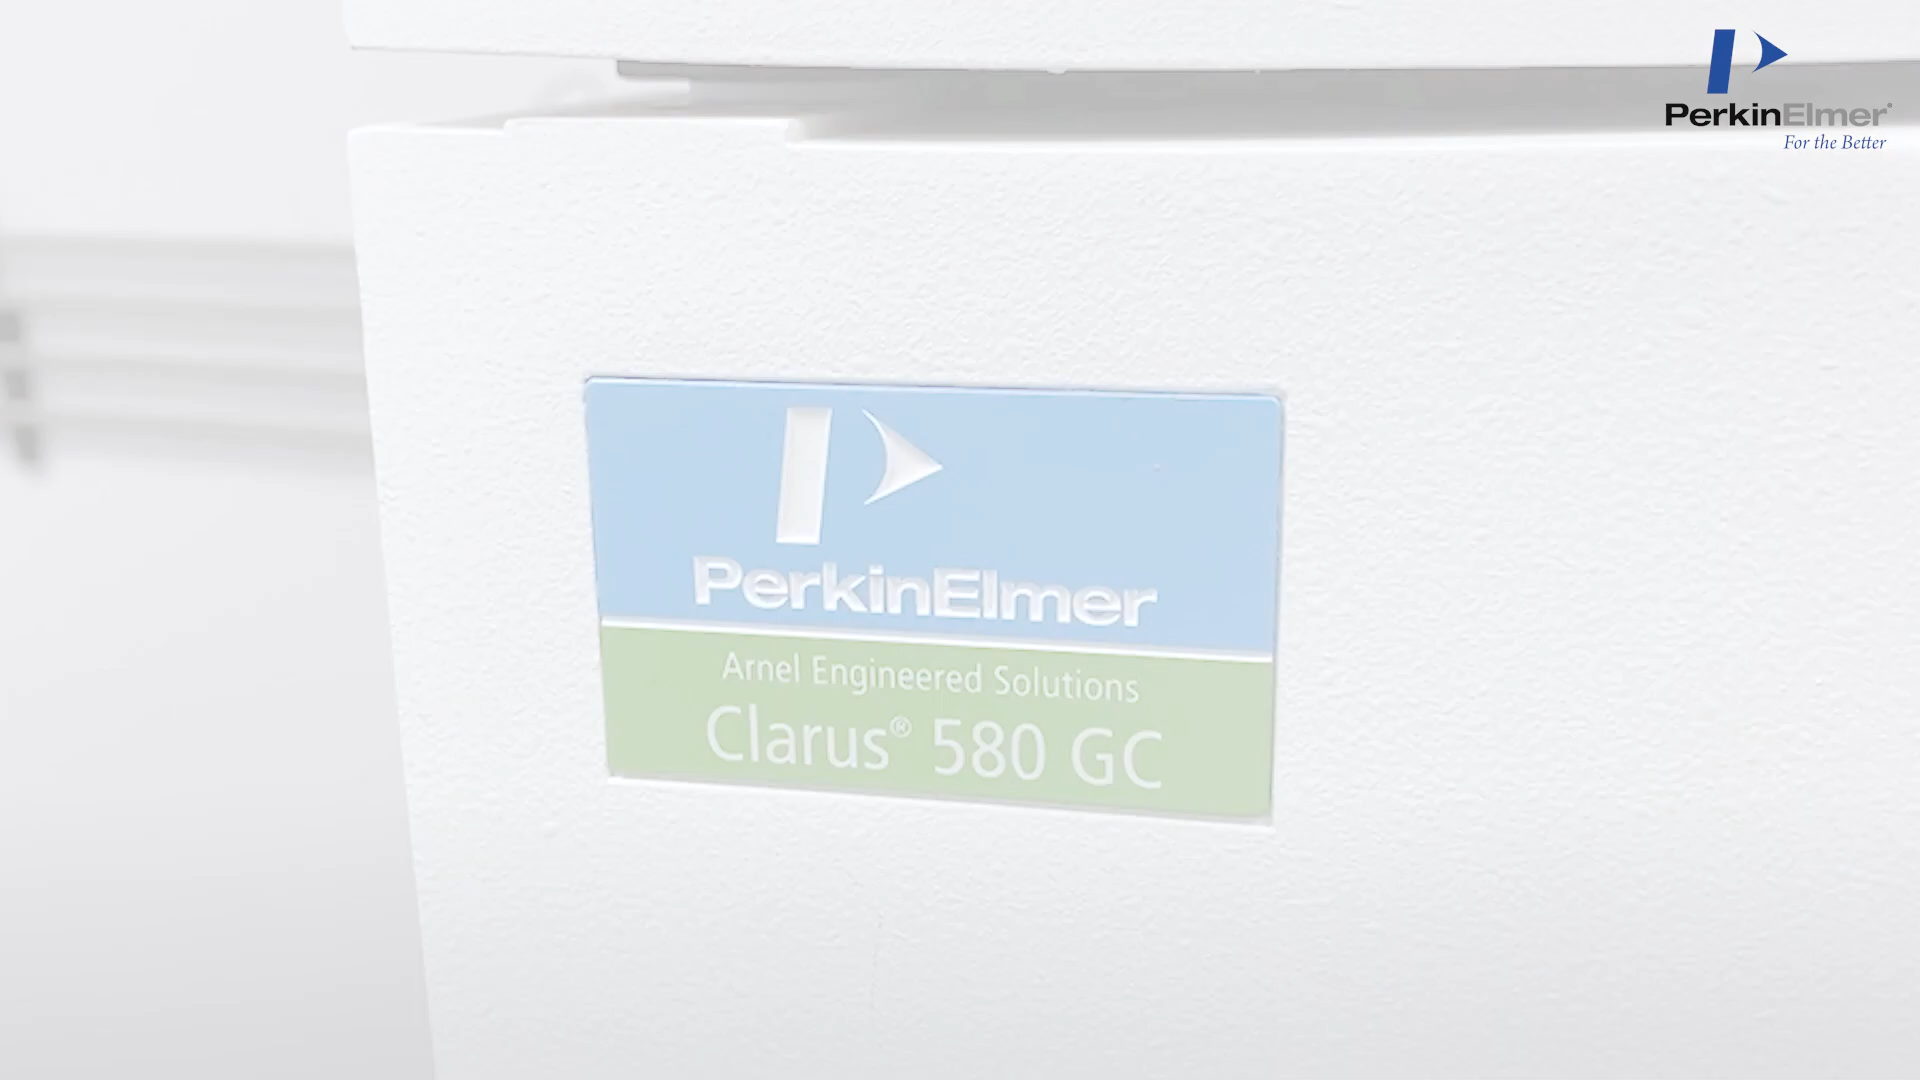 PerkinElmer®
For the Better
PerkinElmer
Arnel Engineered Solutions
Clarus® 580 GC